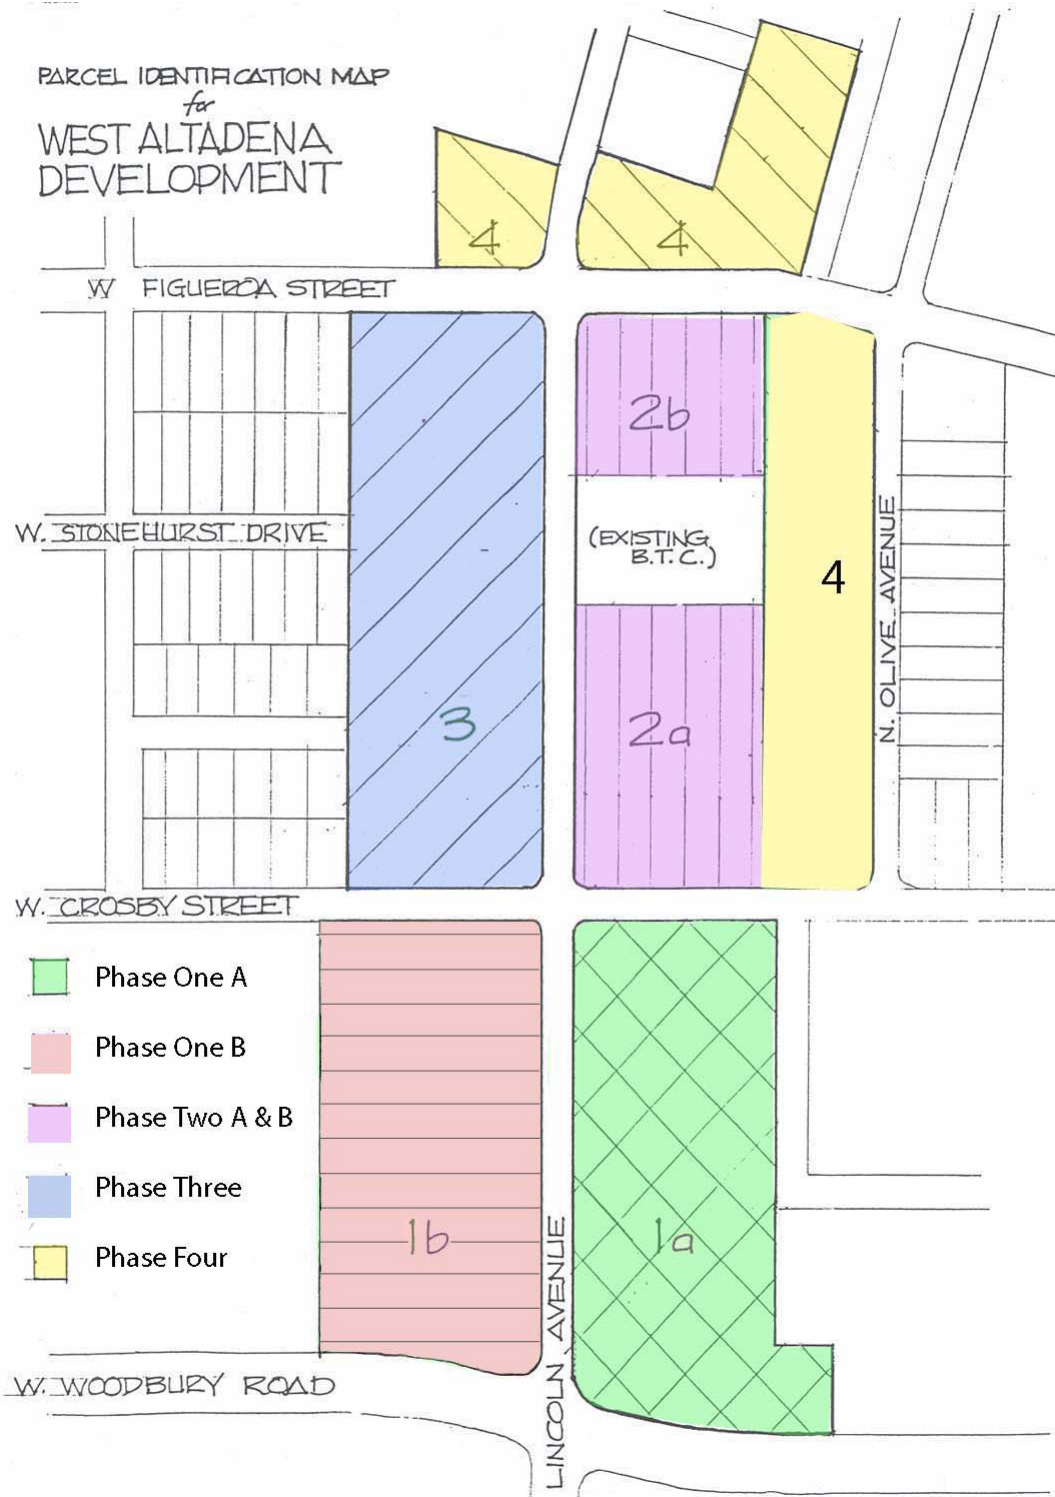 PARCEL IDENTIFICATION MAP
for
WEST ALTADENA
DEVELOPMENT
4
4
W FIGUEROA STREET
2b
W. STONEHURST DRIVE
(EXISTING
B.T.C.)
4
N. OLIVE AVENUE
3
2a
W. CROSBY STREET
Phase One A
Phase One B
Phase Two A & B
Phase Three
Phase Four
1b
1a
LINCOLN AVENUE
W. WOODBURY ROAD